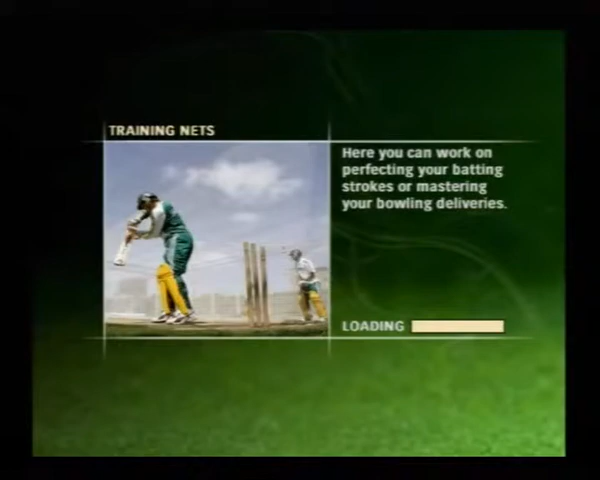 TRAINING NETS
Here you can work on
perfecting your batting
strokes or mastering
your bowling deliveries.
LOADING